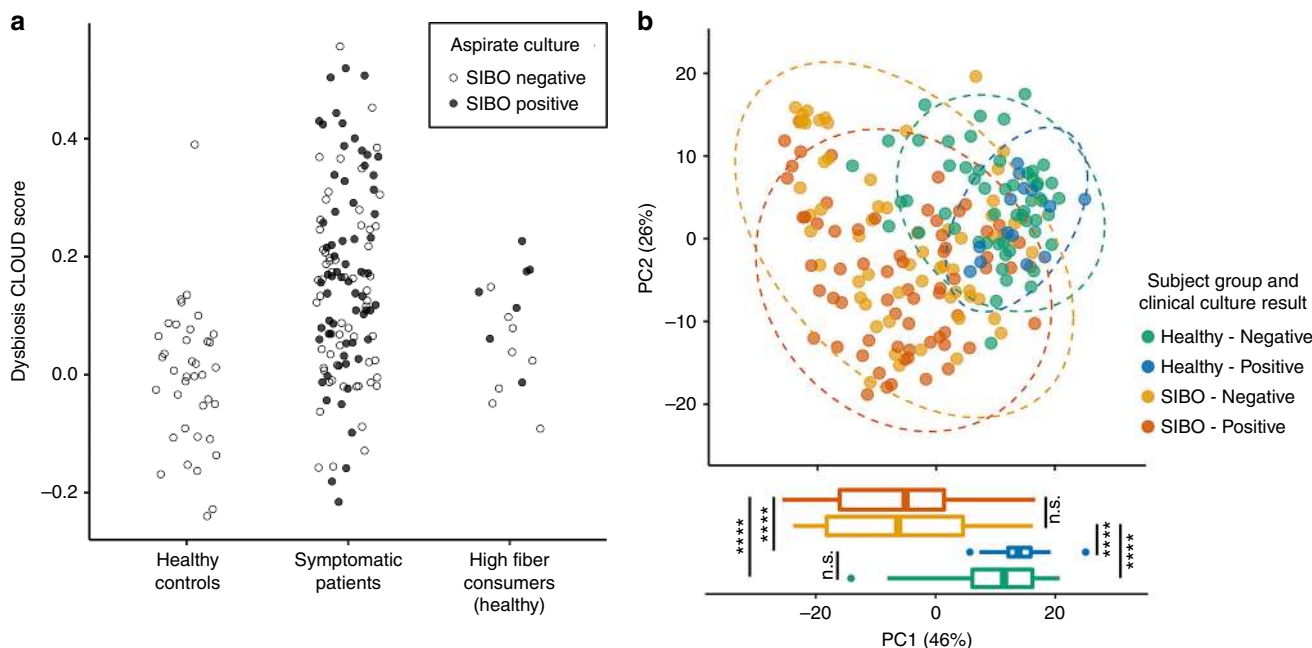 a
Dysbiosis CLOUD score
0.4
0.2
0.0
−0.2
Aspirate culture
SIBO negative
SIBO positive
Healthy
controls
Symptomatic
patients
High fiber
consumers
(healthy)
b
PC2 (26%)
20
10
0
−10
−20
Subject group and
clinical culture result
Healthy - Negative
Healthy - Positive
SIBO - Negative
SIBO - Positive
****
****
n.s.
n.s.
****
****
−20
0
20
PC1 (46%)